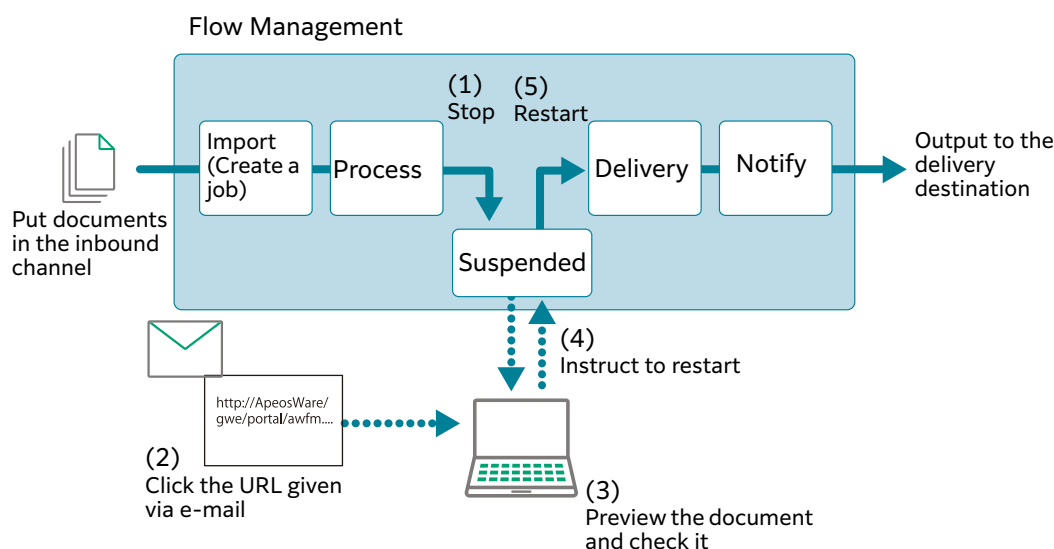 Flow Management
(1)
Stop
(5)
Restart
Import
(Create a
job)
Process
Delivery
Notify
Output to the
delivery
destination
Put documents
in the inbound
channel
Suspended
(4)
Instruct to restart
http://ApeosWare/
gwe/portal/awfm....
(2)
Click the URL given
via e-mail
(3)
Preview the document
and check it